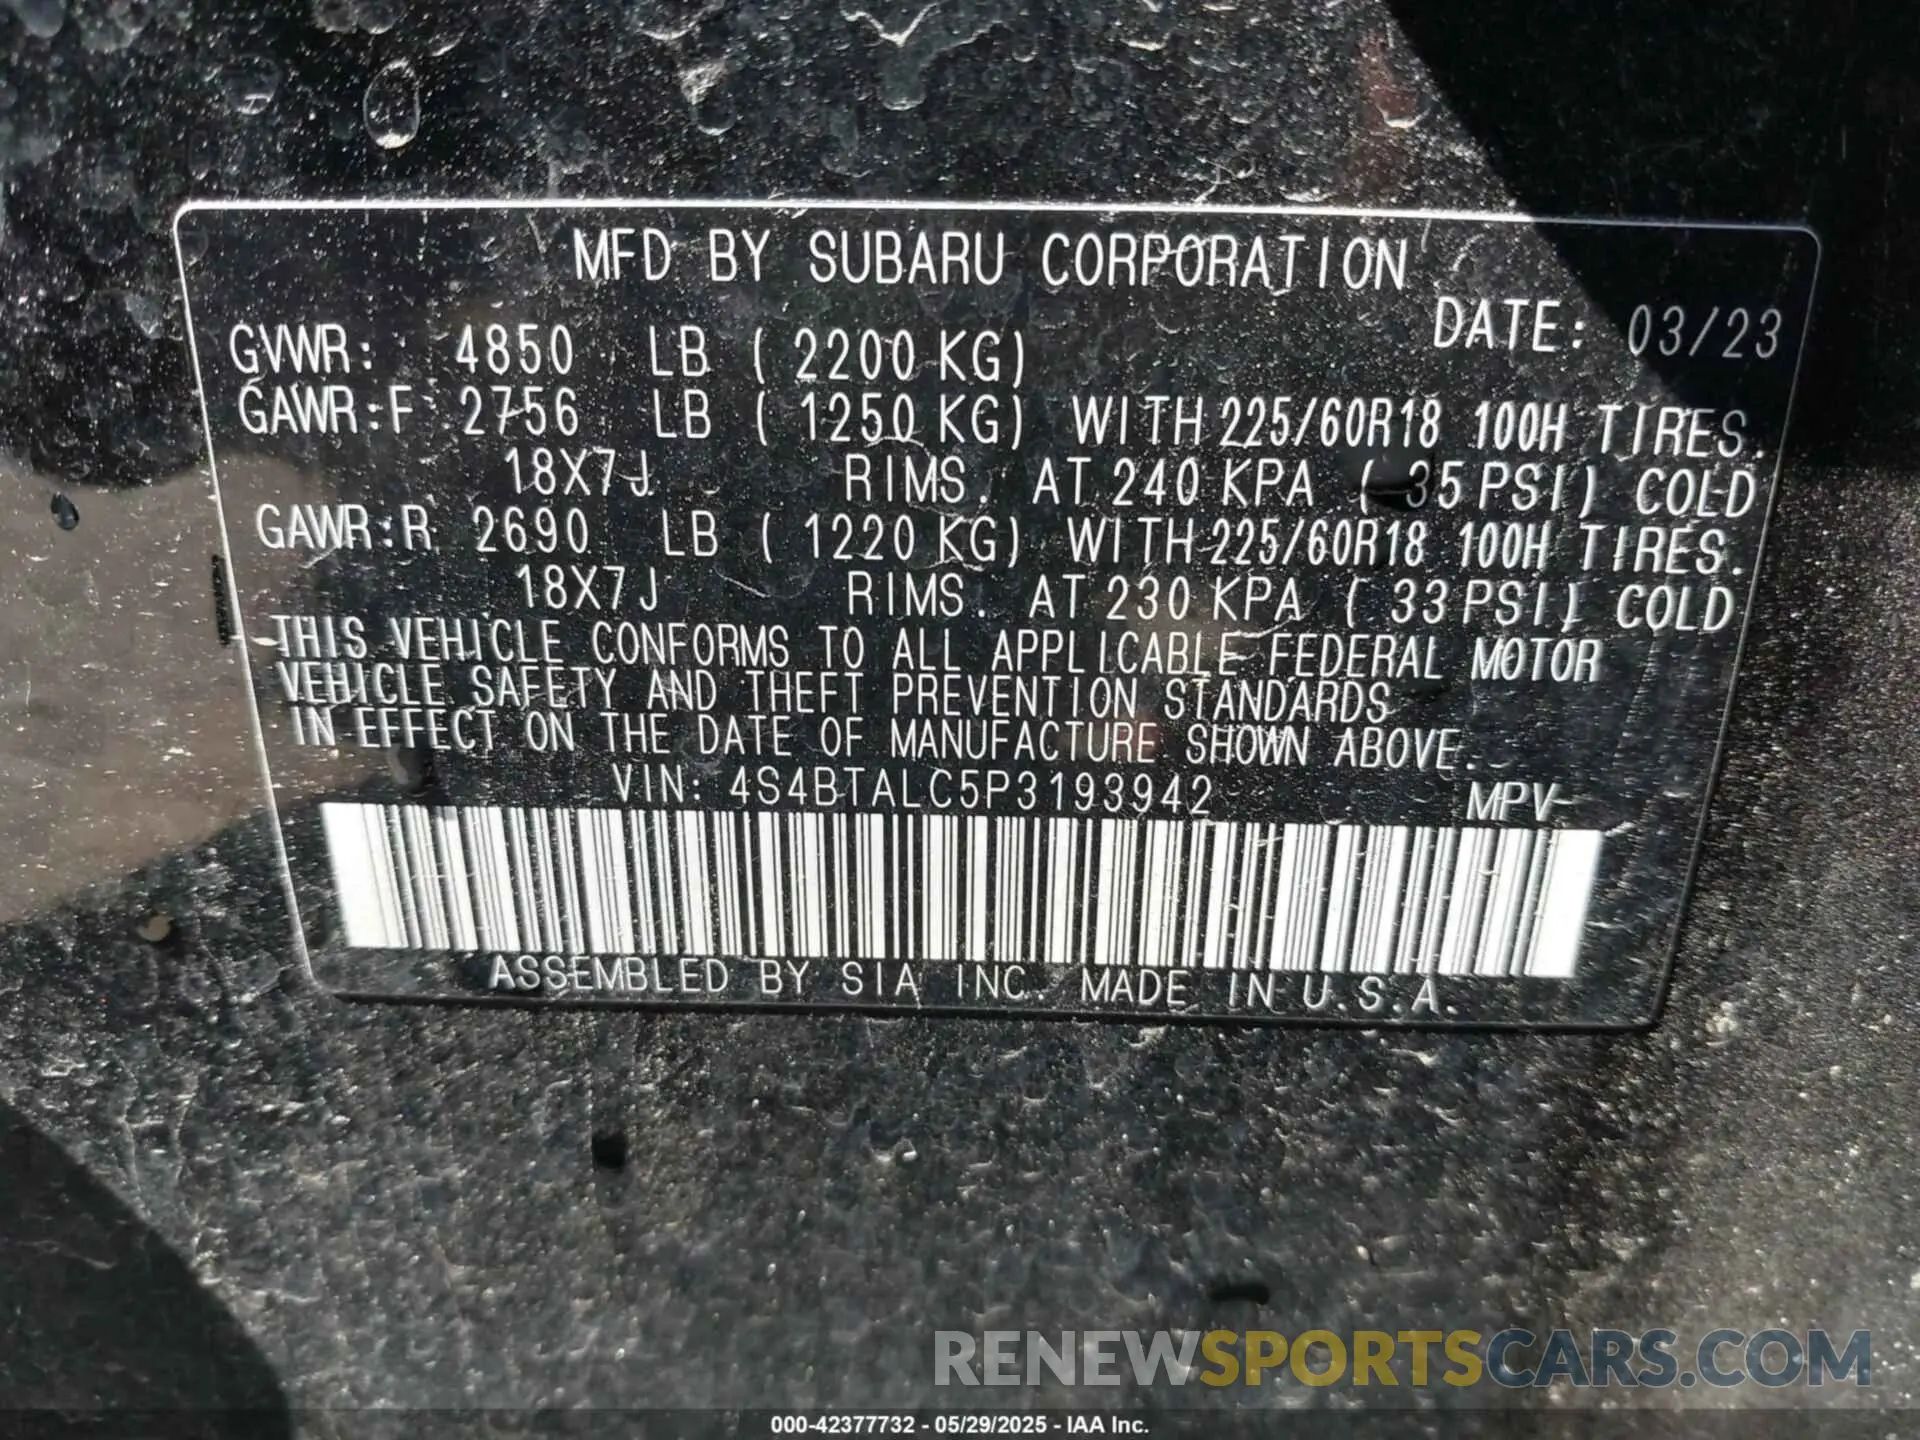 MFD BY SUBARU CORPORATION
DATE: 03/23
GVWR: 4850 LB ( 2200 KG)
GAWR:F 2756 LB ( 1250 KG) WITH 225/60R18 100H TIRES.
18X7J RIMS. AT 240 KPA ( 35 PSI) COLD
GAWR:R 2690 LB ( 1220 KG) WITH 225/60R18 100H TIRES.
18X7J RIMS. AT 230 KPA ( 33 PSI) COLD
THIS VEHICLE CONFORMS TO ALL APPLICABLE FEDERAL MOTOR
VEHICLE SAFETY AND THEFT PREVENTION STANDARDS
IN EFFECT ON THE DATE OF MANUFACTURE SHOWN ABOVE.
VIN: 4S4BTALC5P3193942 MPV
ASSEMBLED BY SIA INC. MADE IN U.S.A.
RENEWSPORTSCARS.COM
000-42377732 - 05/29/2025 - IAA Inc.